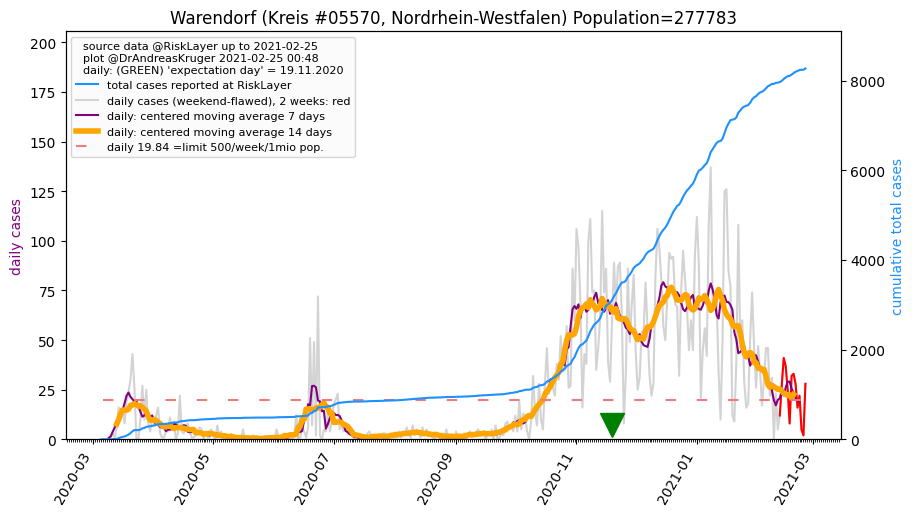 Warendorf (Kreis #05570, Nordrhein-Westfalen) Population=277783
source data @RiskLayer up to 2021-02-25
plot @DrAndreasKruger 2021-02-25 00:48
daily: (GREEN) 'expectation day' = 19.11.2020
total cases reported at RiskLayer
daily cases (weekend-flawed), 2 weeks: red
daily: centered moving average 7 days
daily: centered moving average 14 days
daily 19.84 =limit 500/week/1mio pop.
daily cases
200
175
150
125
100
75
50
25
0
cumulative total cases
8000
6000
4000
2000
0
2020-03
2020-05
2020-07
2020-09
2020-11
2021-01
2021-03